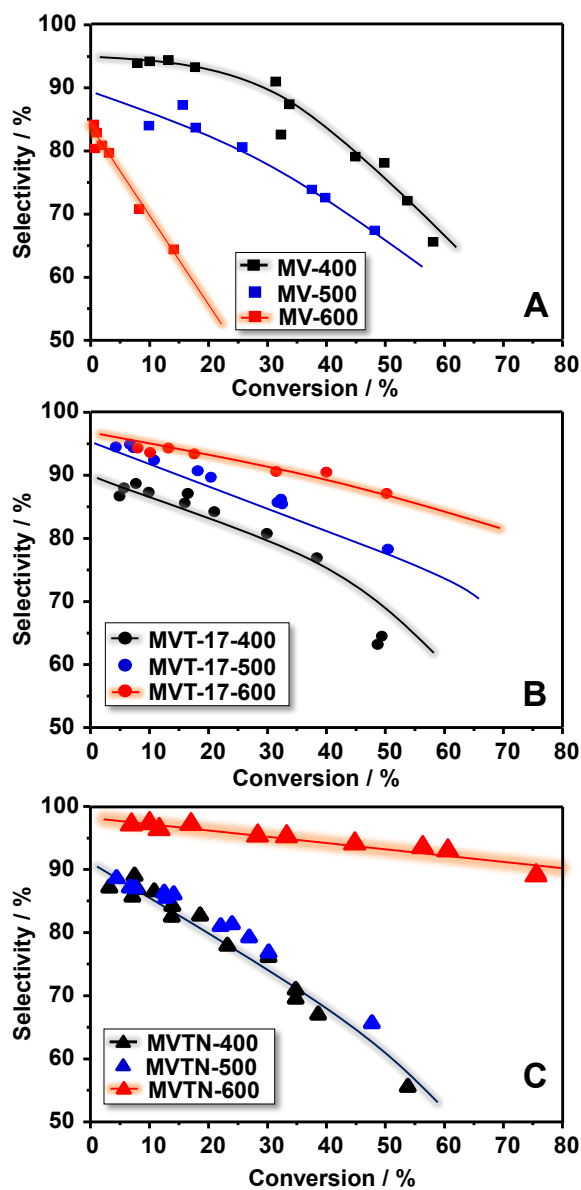 100
90
80
70
60
50
Selectivity / %
MV-400
MV-500
MV-600
A
0 10 20 30 40 50 60 70 80
Conversion / %
100
90
80
70
60
50
Selectivity / %
MVT-17-400
MVT-17-500
MVT-17-600
B
0 10 20 30 40 50 60 70 80
Conversion / %
100
90
80
70
60
50
Selectivity / %
MVTN-400
MVTN-500
MVTN-600
C
0 10 20 30 40 50 60 70 80
Conversion / %